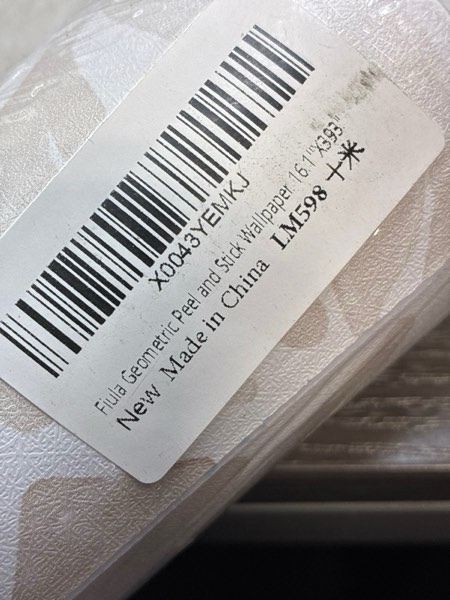 X0043YEMKJ
Fiula Geometric Peel and Stick Wallpaper 16.1"X393"
New Made in China LM598 十米